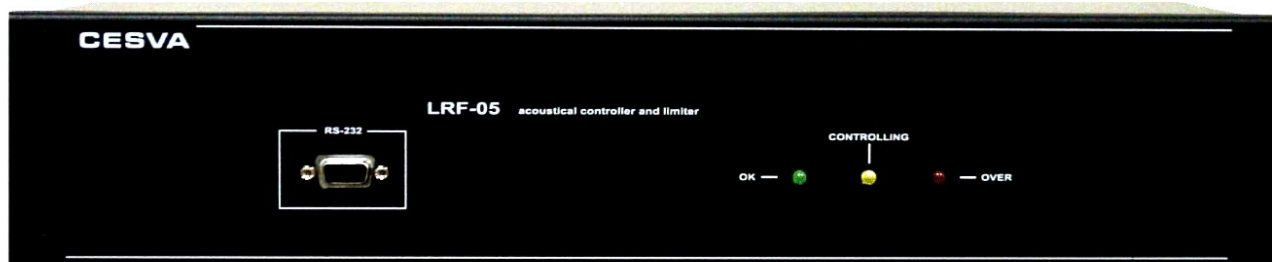 CESVA
LRF-05 acoustical controller and limiter
RS-232
CONTROLLING
OK
OVER